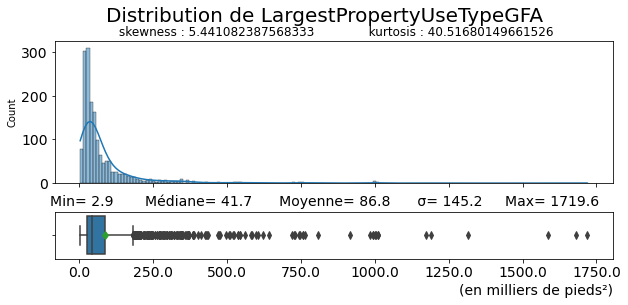 Distribution de LargestPropertyUseTypeGFA
skewness : 5.441082387568333 kurtosis : 40.51680149661526
300
200
100
0
Count
Min= 2.9 Médiane= 41.7 Moyenne= 86.8 σ= 145.2 Max= 1719.6
0.0 250.0 500.0 750.0 1000.0 1250.0 1500.0 1750.0
(en milliers de pieds²)